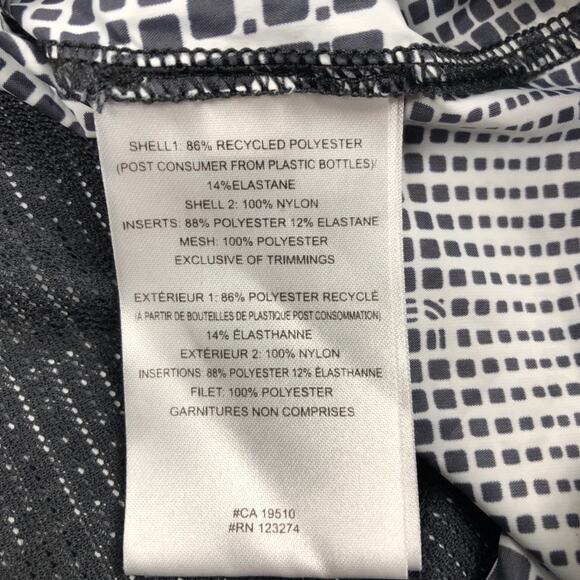 SHELL1: 86% RECYCLED POLYESTER
(POST CONSUMER FROM PLASTIC BOTTLES)/
14%ELASTANE
SHELL 2: 100% NYLON
INSERTS: 88% POLYESTER 12% ELASTANE
MESH: 100% POLYESTER
EXCLUSIVE OF TRIMMINGS
EXTÉRIEUR 1: 86% POLYESTER RECYCLÉ
(A PARTIR DE BOUTEILLES DE PLASTIQUE POST CONSOMMATION)
14% ÉLASTHANNE
EXTÉRIEUR 2: 100% NYLON
INSERTIONS: 88% POLYESTER 12% ÉLASTHANNE
FILET: 100% POLYESTER
GARNITURES NON COMPRISES
#CA 19510
#RN 123274